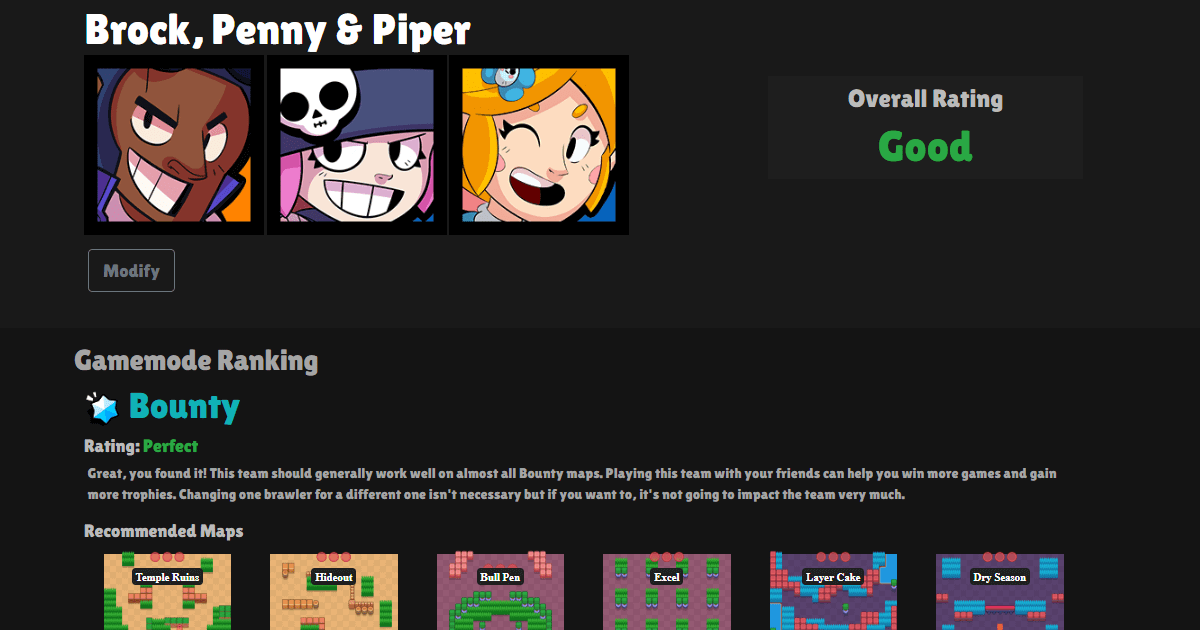 Brock, Penny & Piper
Overall Rating
Good
Modify
Gamemode Ranking
Bounty
Rating: Perfect
Great, you found it! This team should generally work well on almost all Bounty maps. Playing this team with your friends can help you win more games and gain
more trophies. Changing one brawler for a different one isn't necessary but if you want to, it's not going to impact the team very much.
Recommended Maps
Temple Ruins
Hideout
Bull Pen
Excel
Layer Cake
Dry Season